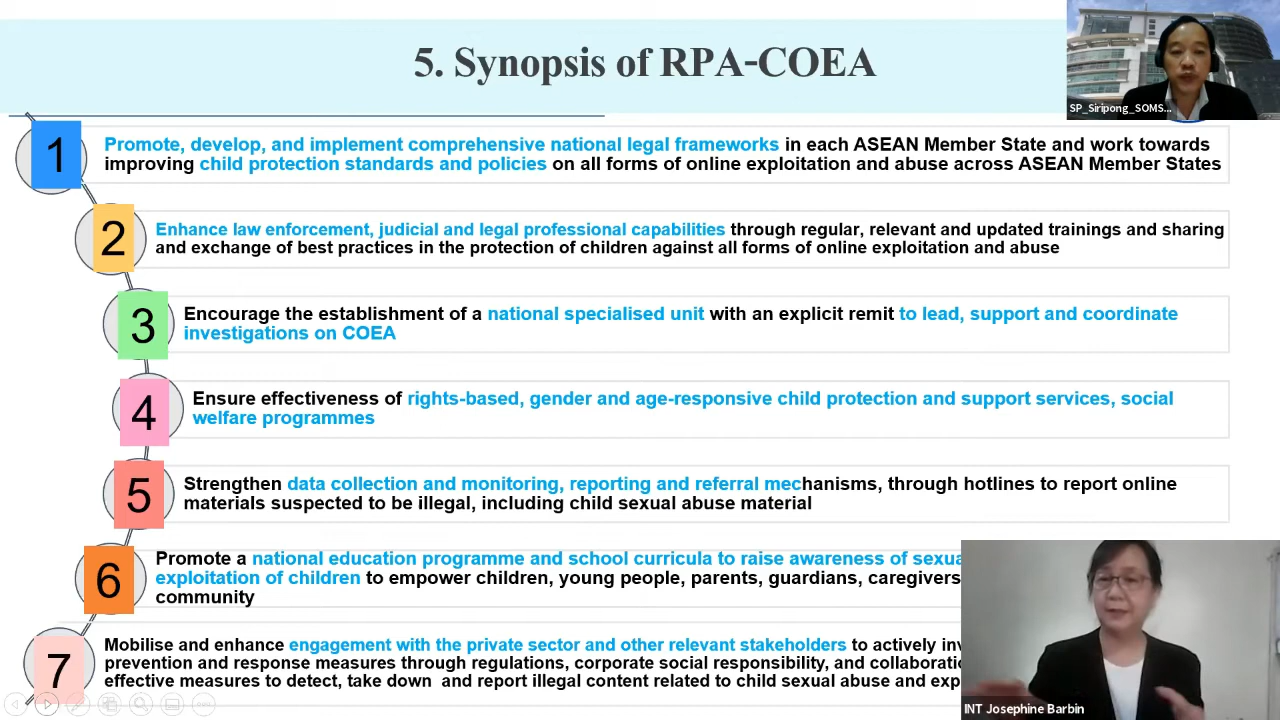 5. Synopsis of RPA-COEA
SP_Siripong_SOMS...
1
Promote, develop, and implement comprehensive national legal frameworks in each ASEAN Member State and work towards
improving child protection standards and policies on all forms of online exploitation and abuse across ASEAN Member States
2
Enhance law enforcement, judicial and legal professional capabilities through regular, relevant and updated trainings and sharing
and exchange of best practices in the protection of children against all forms of online exploitation and abuse
3
Encourage the establishment of a national specialised unit with an explicit remit to lead, support and coordinate
investigations on COEA
4
Ensure effectiveness of rights-based, gender and age-responsive child protection and support services, social
welfare programmes
5
Strengthen data collection and monitoring, reporting and referral mechanisms, through hotlines to report online
materials suspected to be illegal, including child sexual abuse material
6
Promote a national education programme and school curricula to raise awareness of sexua
exploitation of children to empower children, young people, parents, guardians, caregivers
community
7
Mobilise and enhance engagement with the private sector and other relevant stakeholders to actively inv
prevention and response measures through regulations, corporate social responsibility, and collaboratio
effective measures to detect, take down and report illegal content related to child sexual abuse and exp
INT Josephine Barbin